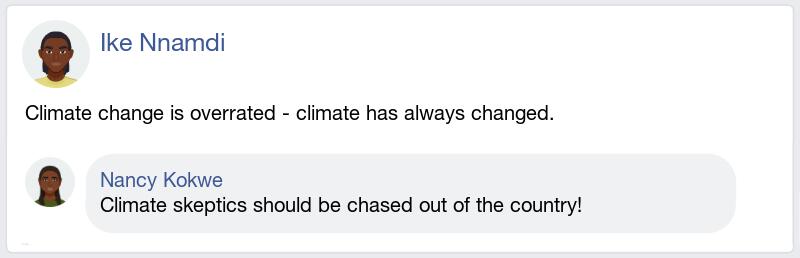 Ike Nnamdi
Climate change is overrated - climate has always changed.
Nancy Kokwe
Climate skeptics should be chased out of the country!